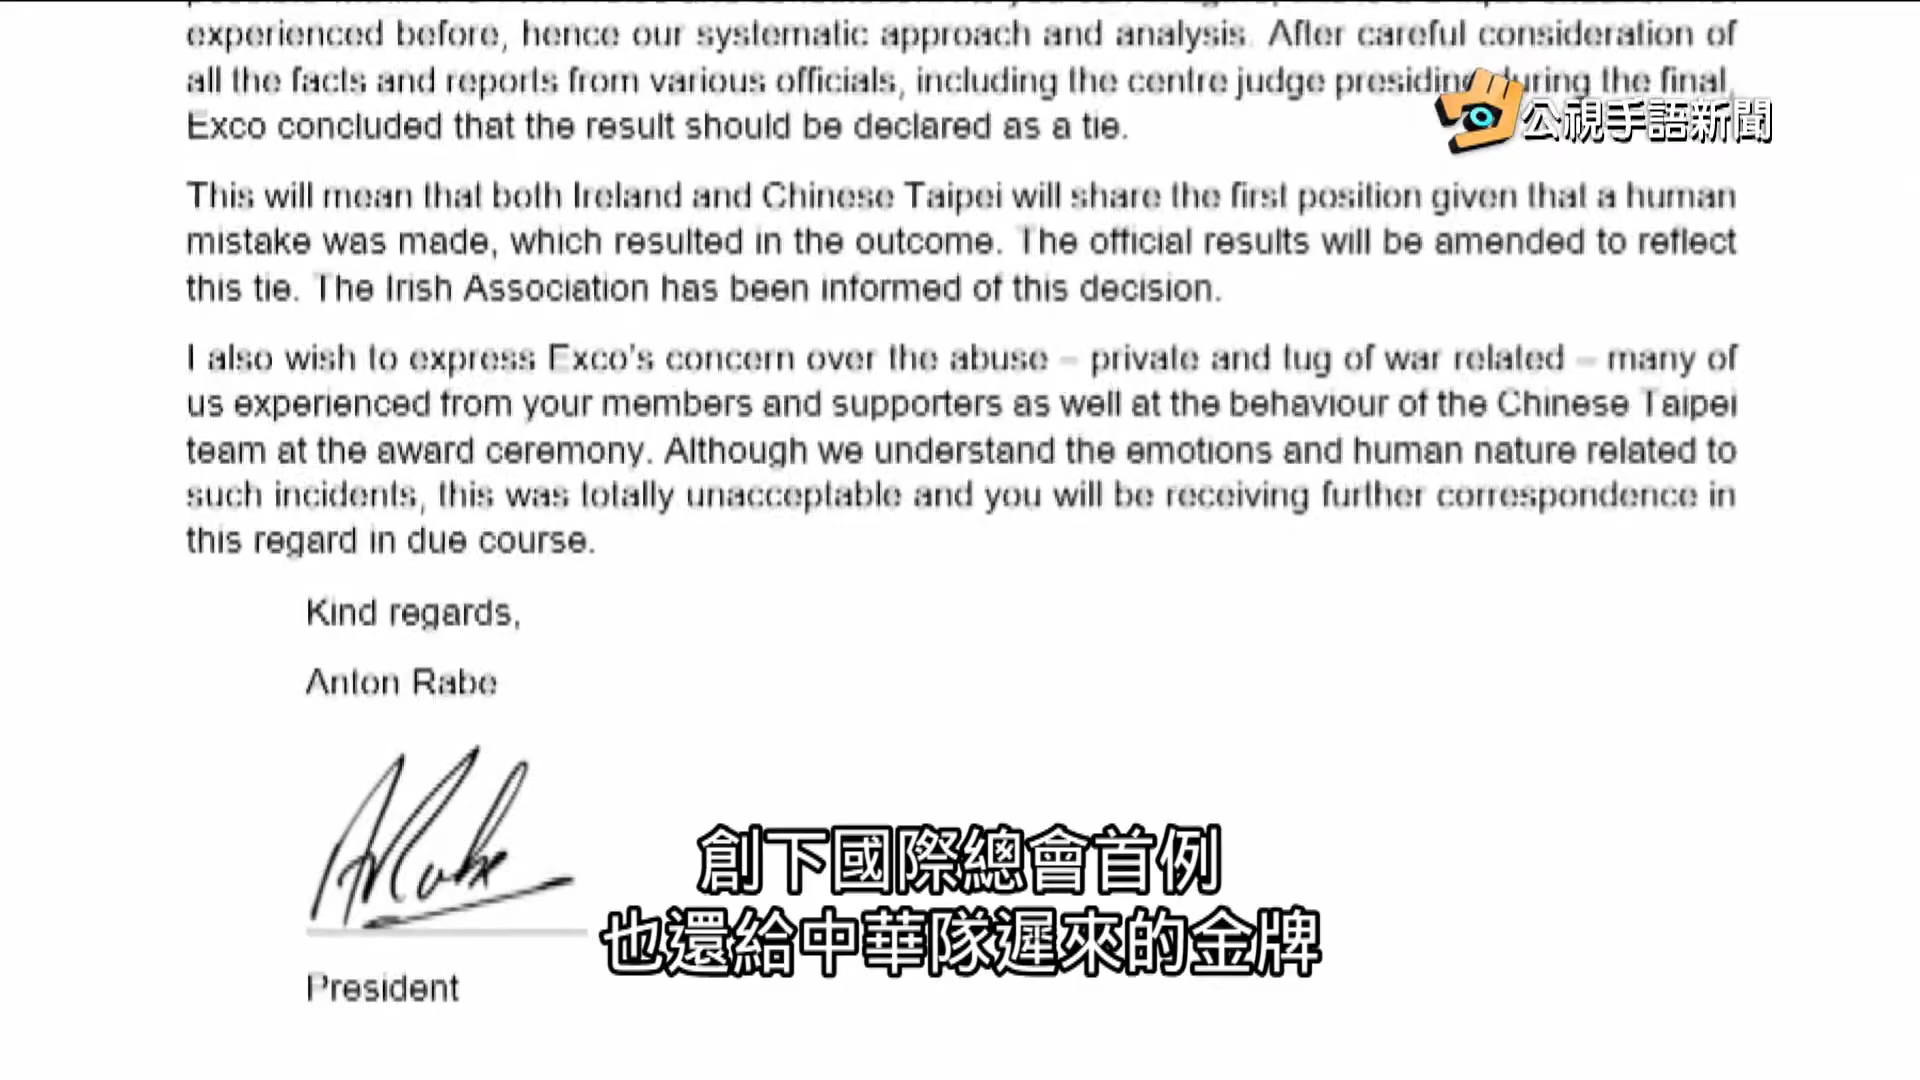 experienced before, hence our systematic approach and analysis. After careful consideration of
all the facts and reports from various officials, including the centre judge presiding during the final,
Exco concluded that the result should be declared as a tie.
公視手語新聞
This will mean that both Ireland and Chinese Taipei will share the first position given that a human
mistake was made, which resulted in the outcome. The official results will be amended to reflect
this tie. The Irish Association has been informed of this decision.
I also wish to express Exco's concern over the abuse – private and tug of war related – many of
us experienced from your members and supporters as well at the behaviour of the Chinese Taipei
team at the award ceremony. Although we understand the emotions and human nature related to
such incidents, this was totally unacceptable and you will be receiving further correspondence in
this regard in due course.
Kind regards,
Anton Rabe
ARabe
創下國際總會首例
也還給中華隊遲來的金牌
President